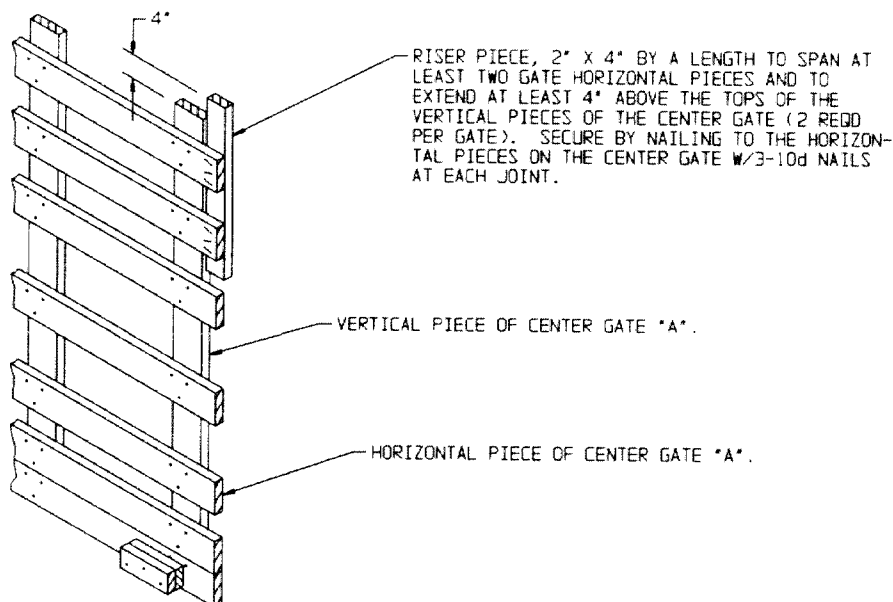 4"
RISER PIECE, 2" X 4" BY A LENGTH TO SPAN AT
LEAST TWO GATE HORIZONTAL PIECES AND TO
EXTEND AT LEAST 4" ABOVE THE TOPS OF THE
VERTICAL PIECES OF THE CENTER GATE (2 REQD
PER GATE). SECURE BY NAILING TO THE HORIZON-
TAL PIECES ON THE CENTER GATE W/3-10d NAILS
AT EACH JOINT.
VERTICAL PIECE OF CENTER GATE "A".
HORIZONTAL PIECE OF CENTER GATE "A".